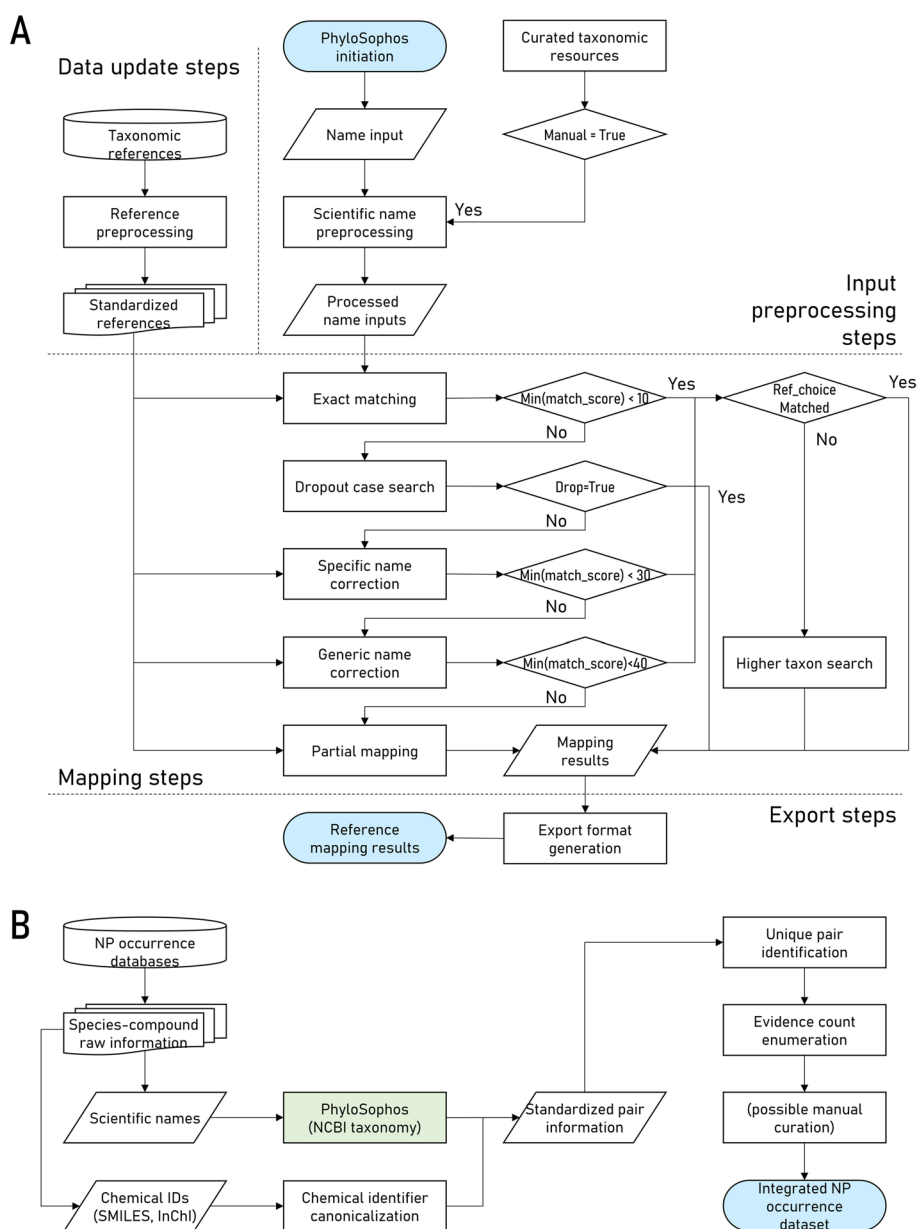 A
Data update steps
PhyloSophos
initiation
Curated taxonomic
resources
Taxonomic
references
Name input
Manual = True
Reference
preprocessing
Scientific name
preprocessing
Yes
Standardized
references
Processed
name inputs
Input
preprocessing
steps
Exact matching
Min(match_score) < 10
Yes
Ref_choice
Matched
Yes
No
No
Dropout case search
Drop=True
Yes
No
Specific name
correction
Min(match_score) < 30
No
Generic name
correction
Min(match_score)<40
Higher taxon search
No
Partial mapping
Mapping
results
Mapping steps
Export steps
Reference
mapping results
Export format
generation
B
NP occurrence
databases
Unique pair
identification
Species-compound
raw information
Evidence count
enumeration
Scientific names
PhyloSophos
(NCBI taxonomy)
Standardized pair
information
(possible manual
curation)
Chemical IDs
(SMILES, InChI)
Chemical identifier
canonicalization
Integrated NP
occurrence
dataset